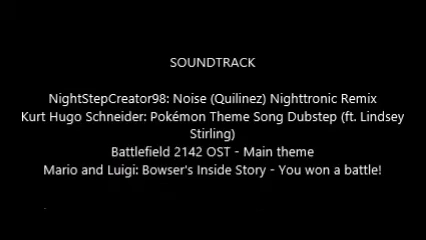 SOUNDTRACK
NightStepCreator98: Noise (Quilinez) Nighttronic Remix
Kurt Hugo Schneider: Pokémon Theme Song Dubstep (ft. Lindsey
Stirling)
Battlefield 2142 OST - Main theme
Mario and Luigi: Bowser's Inside Story - You won a battle!